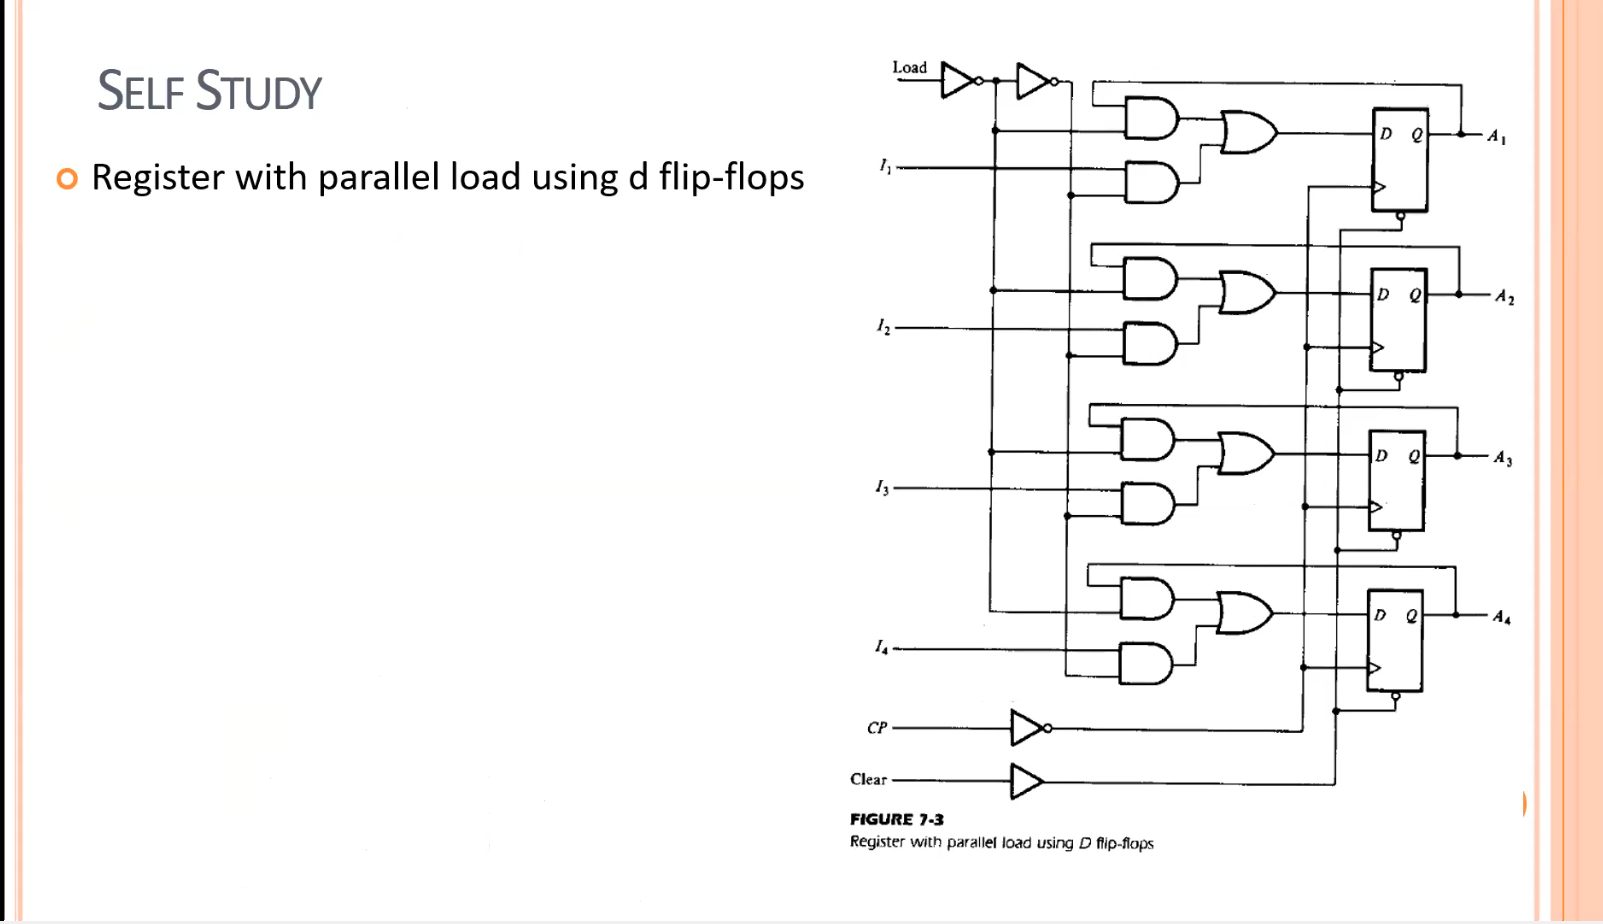 SELF STUDY
Register with parallel load using d flip-flops
Load
D Q
A1
I1
D Q
A2
I2
D Q
A3
I3
D Q
A4
I4
CP
Clear
FIGURE 7-3
Register with parallel load using D flip-flops